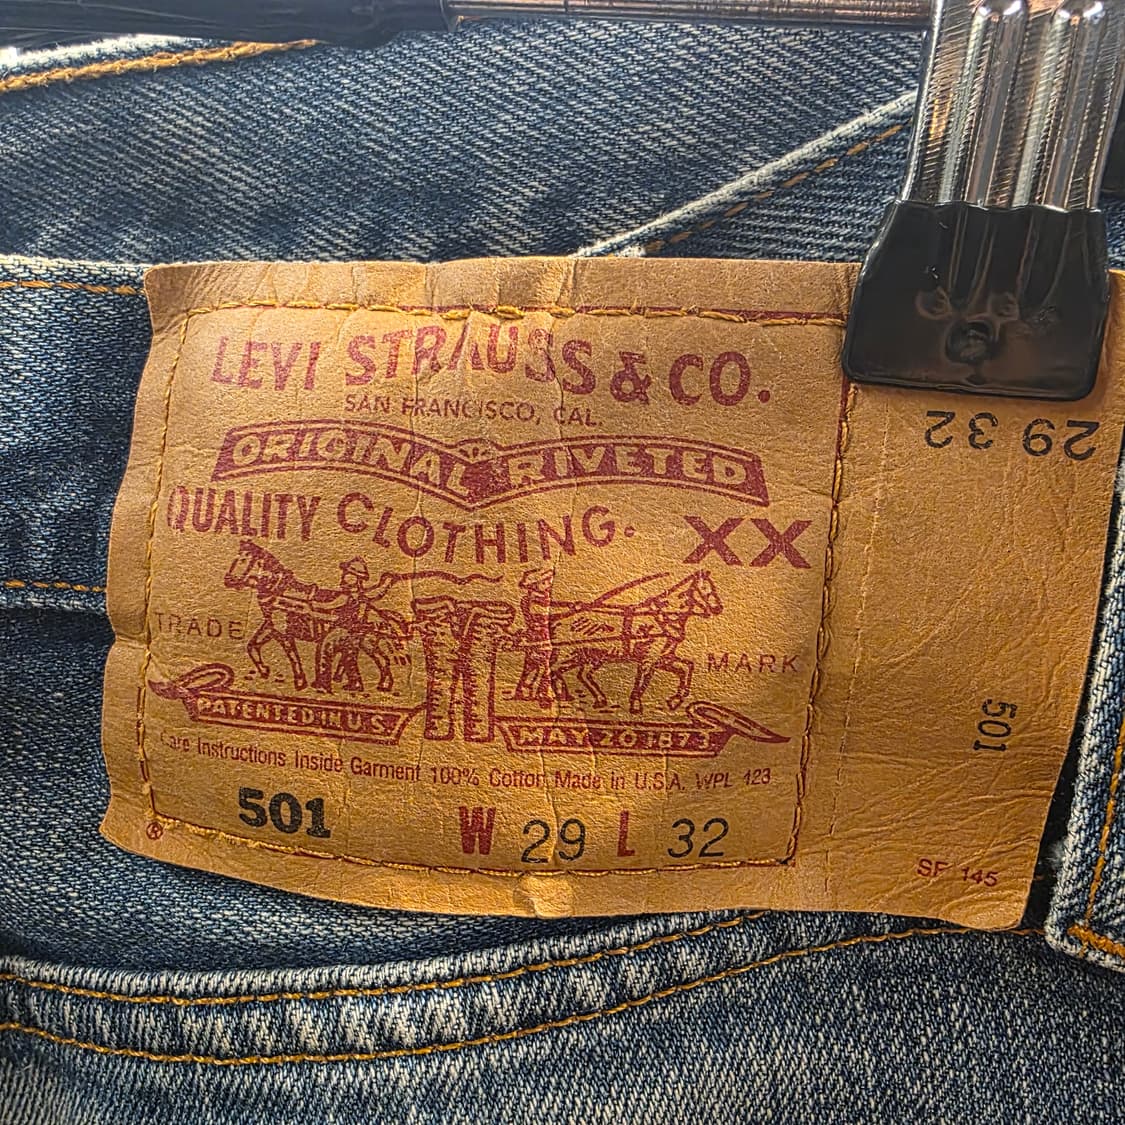 LEVI STRAUSS & CO.
SAN FRANCISCO, CAL.
ORIGINAL RIVETED
QUALITY CLOTHING.
XX
TRADE MARK
PATENTED IN U.S.
MAY 20 1873
Care Instructions Inside Garment 100% Cotton Made in U.S.A. WPL 423
501 W 29 L 32
®
29 32
501
SF 145